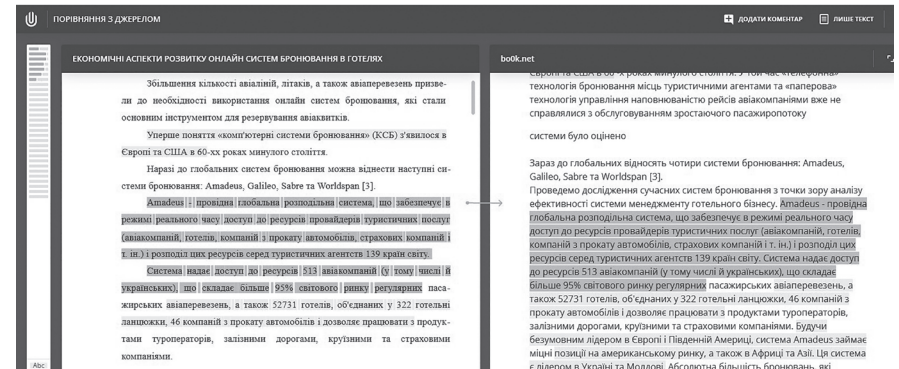 ПОРІВНЯННЯ З ДЖЕРЕЛОМ
ДОДАТИ КОМЕНТАР
ЛИШЕ ТЕКСТ
ЕКОНОМІЧНІ АСПЕКТИ РОЗВИТКУ ОНЛАЙН СИСТЕМ БРОНЮВАННЯ В ГОТЕЛЯХ
Збільшення кількості авіаліній, літаків, а також авіаперевезень призве-
ли до необхідності використання онлайн систем бронювання, які стали
основним інструментом для резервування авіаквитків.
Уперше поняття «комп'ютерні системи бронювання» (КСБ) з'явилося в
Європі та США в 60-хх роках минулого століття.
Наразі до глобальних систем бронювання можна віднести наступні си-
стеми бронювання: Amadeus, Galileo, Sabre та Worldspan [3].
Amadeus - провідна глобальна розподільна система, що забезпечує в
режимі реального часу доступ до ресурсів провайдерів туристичних послуг
(авіакомпаній, готелів, компаній з прокату автомобілів, страхових компаній і
т. ін.) і розподіл цих ресурсів серед туристичних агентств 139 країн світу.
Система надає доступ до ресурсів 513 авіакомпаній (у тому числі й
українських), що складає більше 95% світового ринку регулярних паса-
жирських авіаперевезень, а також 52731 готелів, об'єднаних у 322 готельні
ланцюжки, 46 компаній з прокату автомобілів і дозволяє працювати з продук-
тами туроператорів, залізними дорогами, круїзними та страховими
компаніями.
Abc
bo0k.net
Європі та США в 60 -х роках минулого століття. У той час «телефонна»
технологія бронювання місць туристичними агентами та «паперова»
технологія управління наповнюваністю рейсів авіакомпаніями вже не
справлялися з обслуговуванням зростаючого пасажиропотоку
системи було оцінено
Зараз до глобальних відносять чотири системи бронювання: Amadeus,
Galileo, Sabre та Worldspan [3].
Проведемо дослідження сучасних систем бронювання з точки зору аналізу
ефективності системи менеджменту готельного бізнесу. Amadeus - провідна
глобальна розподільна система, що забезпечує в режимі реального часу
доступ до ресурсів провайдерів туристичних послуг (авіакомпаній, готелів,
компаній з прокату автомобілів, страхових компаній і т. ін.) і розподіл цих
ресурсів серед туристичних агентств 139 країн світу. Система надає доступ
до ресурсів 513 авіакомпаній (у тому числі й українських), що складає
більше 95% світового ринку регулярних пасажирських авіаперевезень, а
також 52731 готелів, об'єднаних у 322 готельні ланцюжки, 46 компаній з
прокату автомобілів і дозволяє працювати з продуктами туроператорів,
залізними дорогами, круїзними та страховими компаніями. Будучи
безумовним лідером в Європі і Південній Америці, система Amadeus займає
міцні позиції на американському ринку, а також в Африці та Азії. Ця система
є лідером в Україні та Молдові. Абсолютна більшість бронювань, які